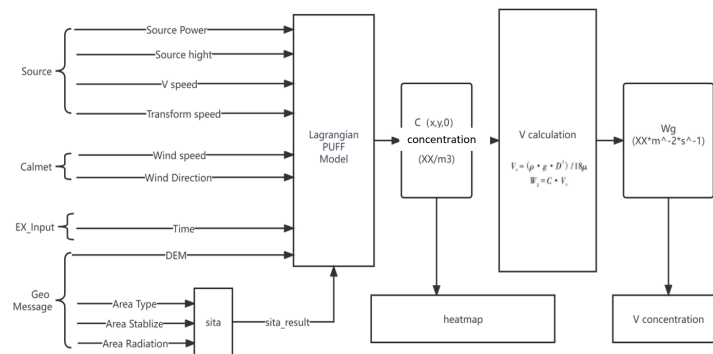 Source
Source Power
Source hight
V speed
Transform speed
Calmet
Wind speed
Wind Direction
EX_Input
Time
Geo
Message
DEM
Area Type
Area Stablize
Area Radiation
sita
sita_result
Lagrangian
PUFF
Model
C (x,y,0)
concentration
(XX/m3)
heatmap
V calculation
Vs = (ρ • g • D²) / 18μ
Wg = C • Vs
Wg
(XX*m^-2*s^-1)
V concentration